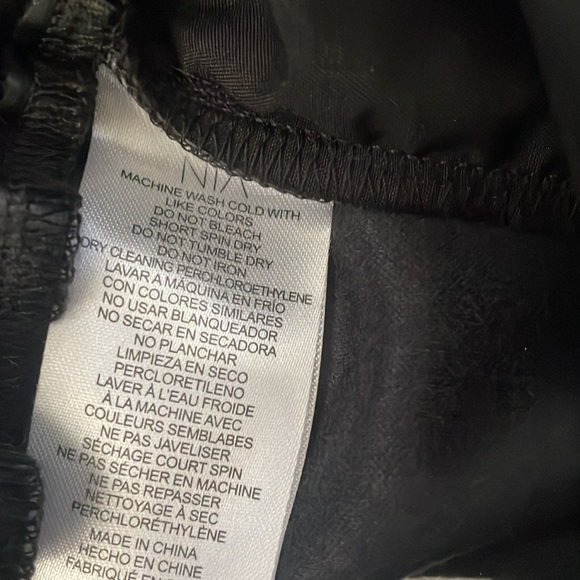 MACHINE WASH COLD WITH
LIKE COLORS
DO NOT BLEACH
SHORT SPIN DRY
DO NOT TUMBLE DRY
DO NOT IRON
DRY CLEANING PERCHLOROETHYLENE
LAVAR A MÁQUINA EN FRÍO
CON COLORES SIMILARES
NO USAR BLANQUEADOR
NO SECAR EN SECADORA
NO PLANCHAR
LIMPIEZA EN SECO
PERCLORETILENO
LAVER À L'EAU FROIDE
À LA MACHINE AVEC
COULEURS SEMBLABES
NE PAS JAVELISER
SÉCHAGE COURT SPIN
NE PAS SÉCHER EN MACHINE
NE PAS REPASSER
NETTOYAGE À SEC
PERCHLORÉTHYLÈNE
MADE IN CHINA
HECHO EN CHINE
FABRIQUÉ EN